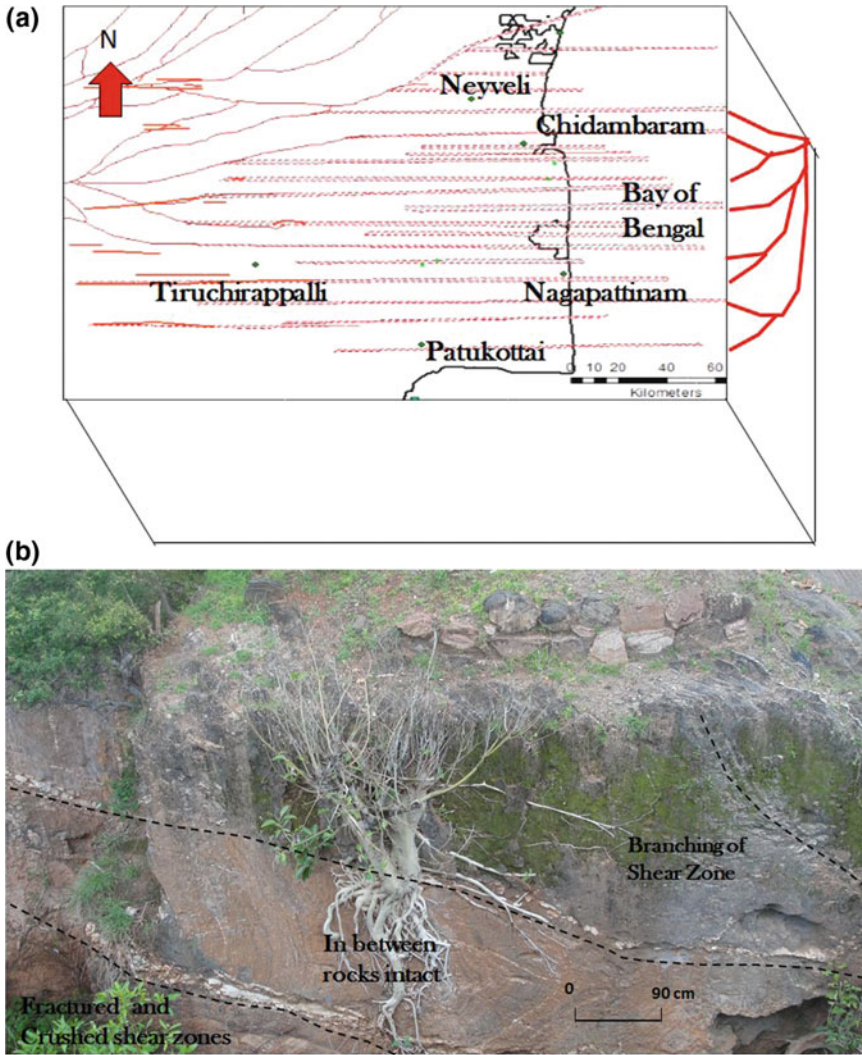 (a)
N
Neyveli
Chidambaram
Bay of
Bengal
Tiruchirappalli
Nagapattinam
Patukottai
0 10 20 40 60
Kilometers
(b)
Branching of
Shear Zone
In between
rocks intact
0 90 cm
Fractured and
Crushed shear zones